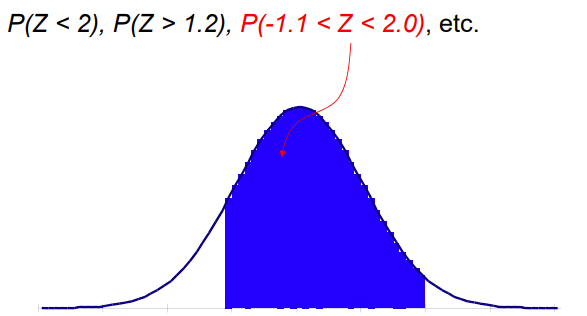 P(Z < 2), P(Z > 1.2), P(-1.1 < Z < 2.0), etc.